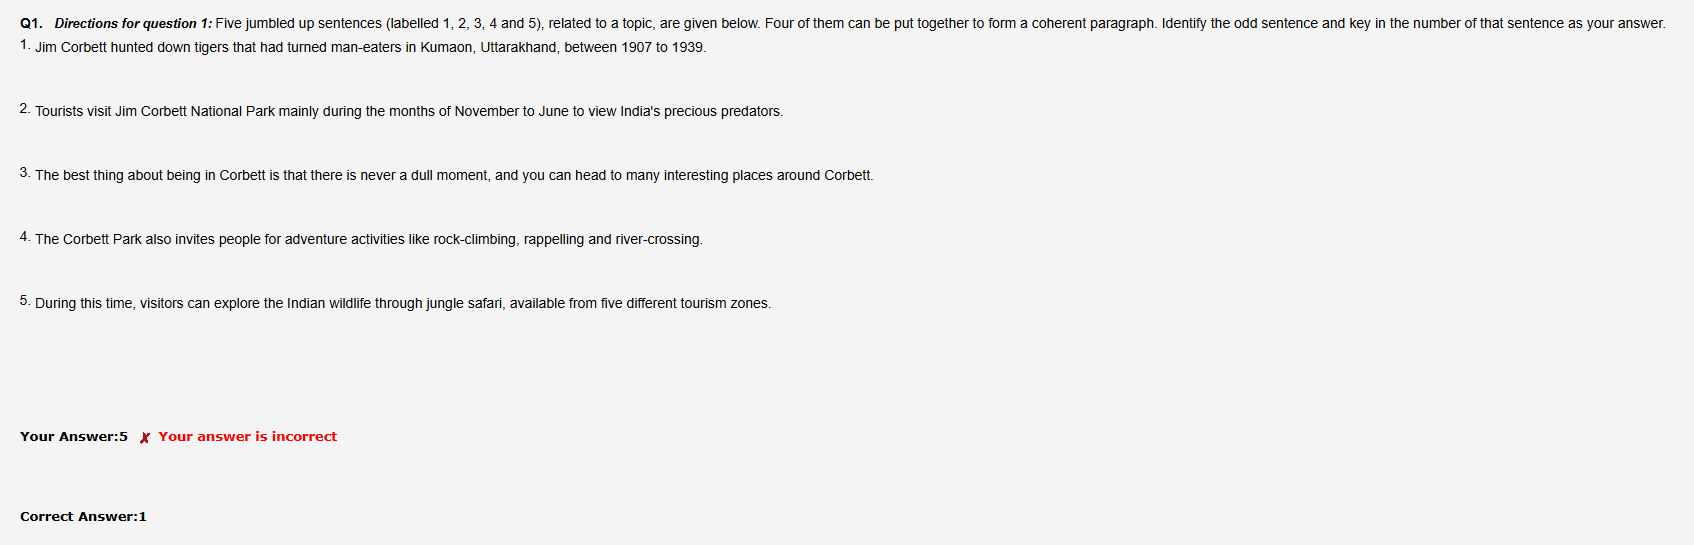 Q1. Directions for question 1: Five jumbled up sentences (labelled 1, 2, 3, 4 and 5), related to a topic, are given below. Four of them can be put together to form a coherent paragraph. Identify the odd sentence and key in the number of that sentence as your answer.
1. Jim Corbett hunted down tigers that had turned man-eaters in Kumaon, Uttarakhand, between 1907 to 1939.
2. Tourists visit Jim Corbett National Park mainly during the months of November to June to view India's precious predators.
3. The best thing about being in Corbett is that there is never a dull moment, and you can head to many interesting places around Corbett.
4. The Corbett Park also invites people for adventure activities like rock-climbing, rappelling and river-crossing.
5. During this time, visitors can explore the Indian wildlife through jungle safari, available from five different tourism zones.
Your Answer:5 ✗ Your answer is incorrect
Correct Answer:1